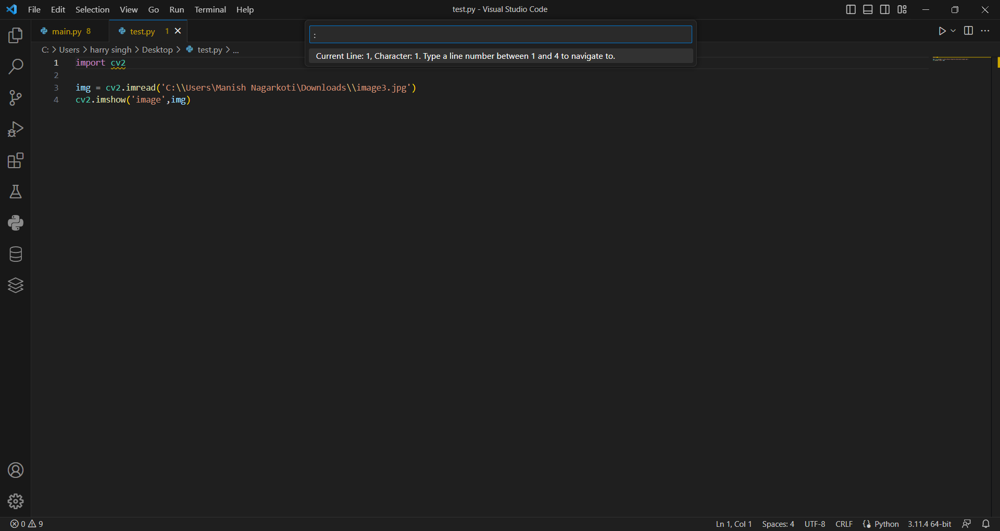 File Edit Selection View Go Run Terminal Help
test.py - Visual Studio Code
main.py 8
test.py 1
:
Current Line: 1, Character: 1. Type a line number between 1 and 4 to navigate to.
C: > Users > harry singh > Desktop > test.py > ...
1 import cv2
2
3 img = cv2.imread('C:\\Users\Manish Nagarkoti\Downloads\\image3.jpg')
4 cv2.imshow('image',img)
0 9
Ln 1, Col 1 Spaces: 4 UTF-8 CRLF Python 3.11.4 64-bit